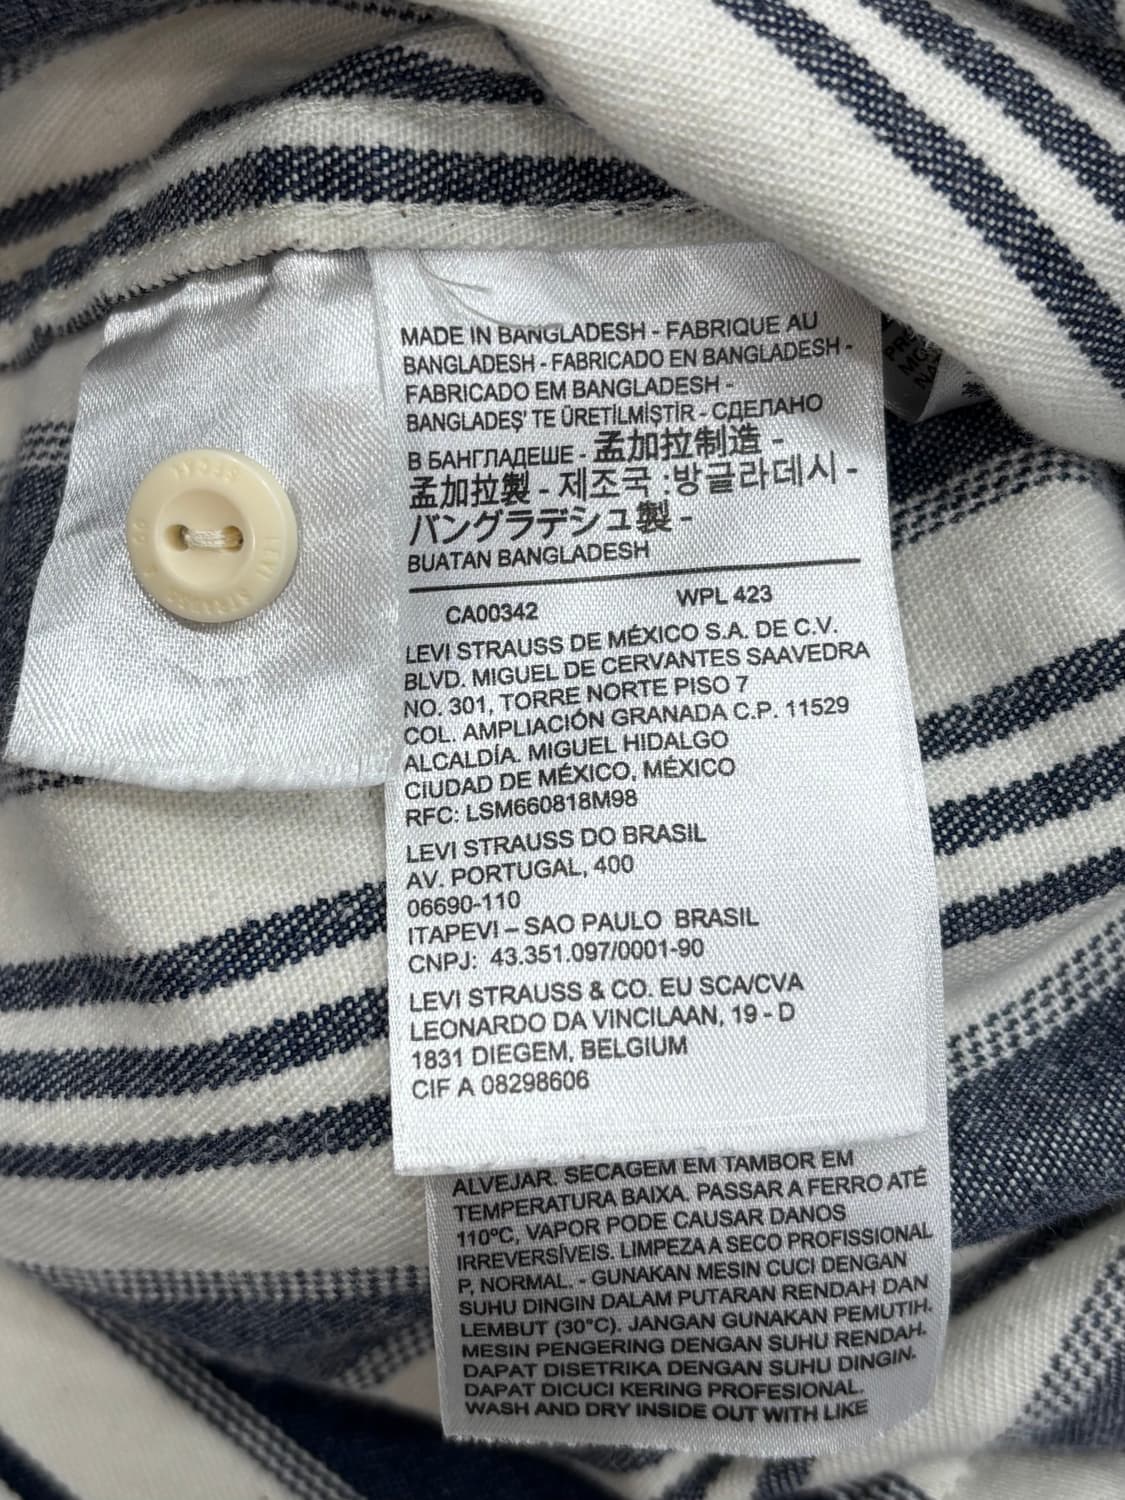 MADE IN BANGLADESH - FABRIQUE AU
BANGLADESH - FABRICADO EN BANGLADESH -
FABRICADO EM BANGLADESH -
BANGLADEŞ' TE ÜRETİLMİŞTİR - СДЕЛАНО
В БАНГЛАДЕШЕ - 孟加拉制造 -
孟加拉製 - 제조국 :방글라데시 -
バングラデシュ製 -
BUATAN BANGLADESH
CA00342 WPL 423
LEVI STRAUSS DE MÉXICO S.A. DE C.V.
BLVD. MIGUEL DE CERVANTES SAAVEDRA
NO. 301, TORRE NORTE PISO 7
COL. AMPLIACIÓN GRANADA C.P. 11529
ALCALDÍA. MIGUEL HIDALGO
CIUDAD DE MÉXICO, MÉXICO
RFC: LSM660818M98
LEVI STRAUSS DO BRASIL
AV. PORTUGAL, 400
06690-110
ITAPEVI – SAO PAULO BRASIL
CNPJ: 43.351.097/0001-90
LEVI STRAUSS & CO. EU SCA/CVA
LEONARDO DA VINCILAAN, 19 - D
1831 DIEGEM, BELGIUM
CIF A 08298606
ALVEJAR. SECAGEM EM TAMBOR EM
TEMPERATURA BAIXA. PASSAR A FERRO ATÉ
110ºC, VAPOR PODE CAUSAR DANOS
IRREVERSÍVEIS. LIMPEZA A SECO PROFISSIONAL
P, NORMAL. - GUNAKAN MESIN CUCI DENGAN
SUHU DINGIN DALAM PUTARAN RENDAH DAN
LEMBUT (30°C). JANGAN GUNAKAN PEMUTIH.
MESIN PENGERING DENGAN SUHU RENDAH.
DAPAT DISETRIKA DENGAN SUHU DINGIN.
DAPAT DICUCI KERING PROFESIONAL.
WASH AND DRY INSIDE OUT WITH LIKE